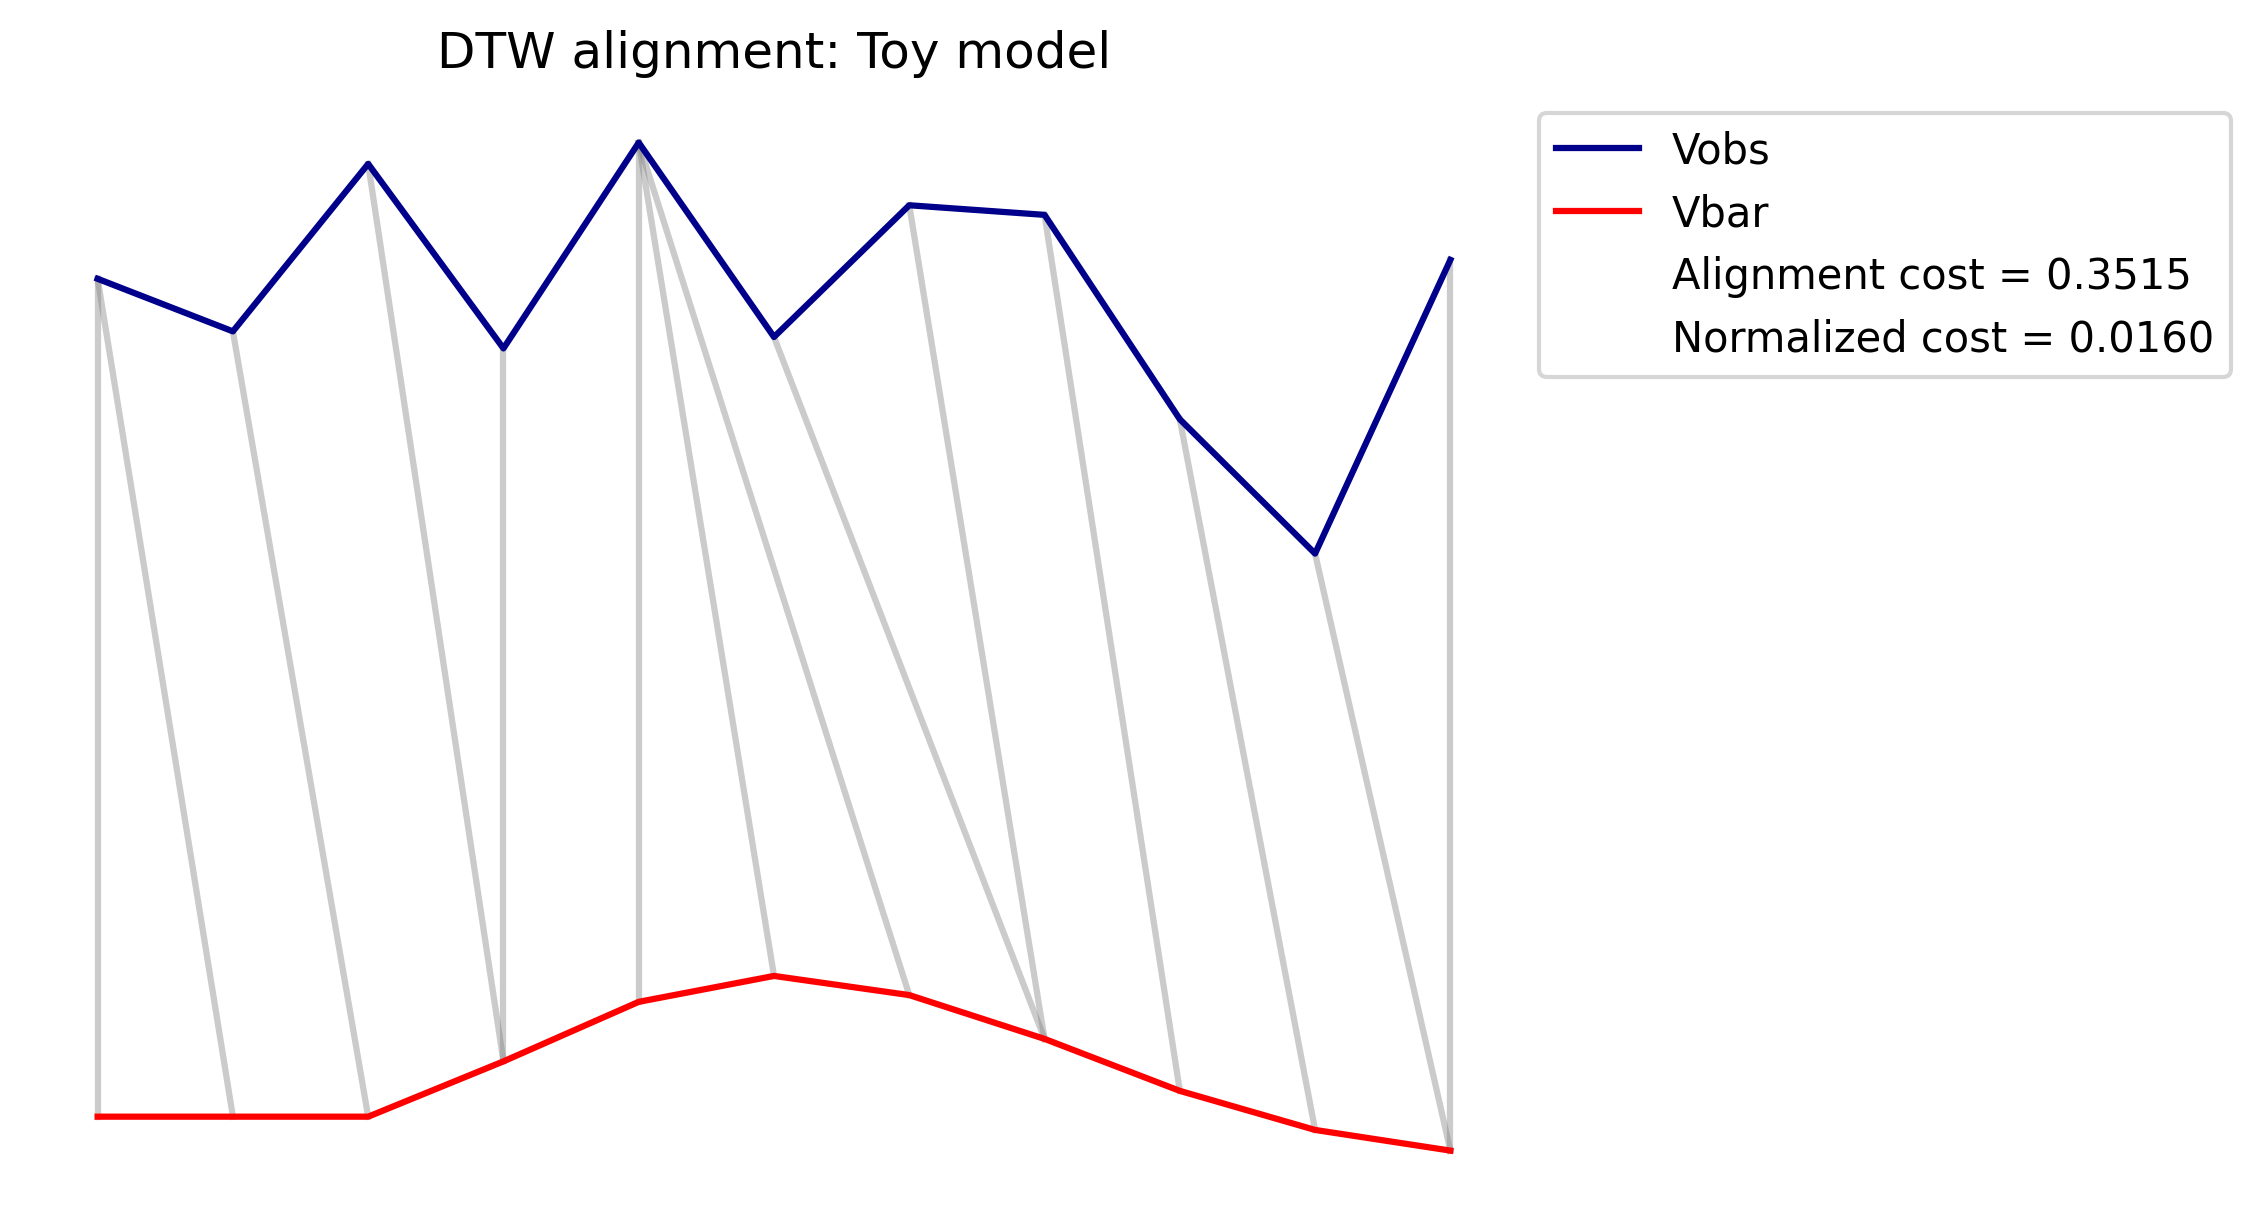 DTW alignment: Toy model
Vobs
Vbar
Alignment cost = 0.3515
Normalized cost = 0.0160